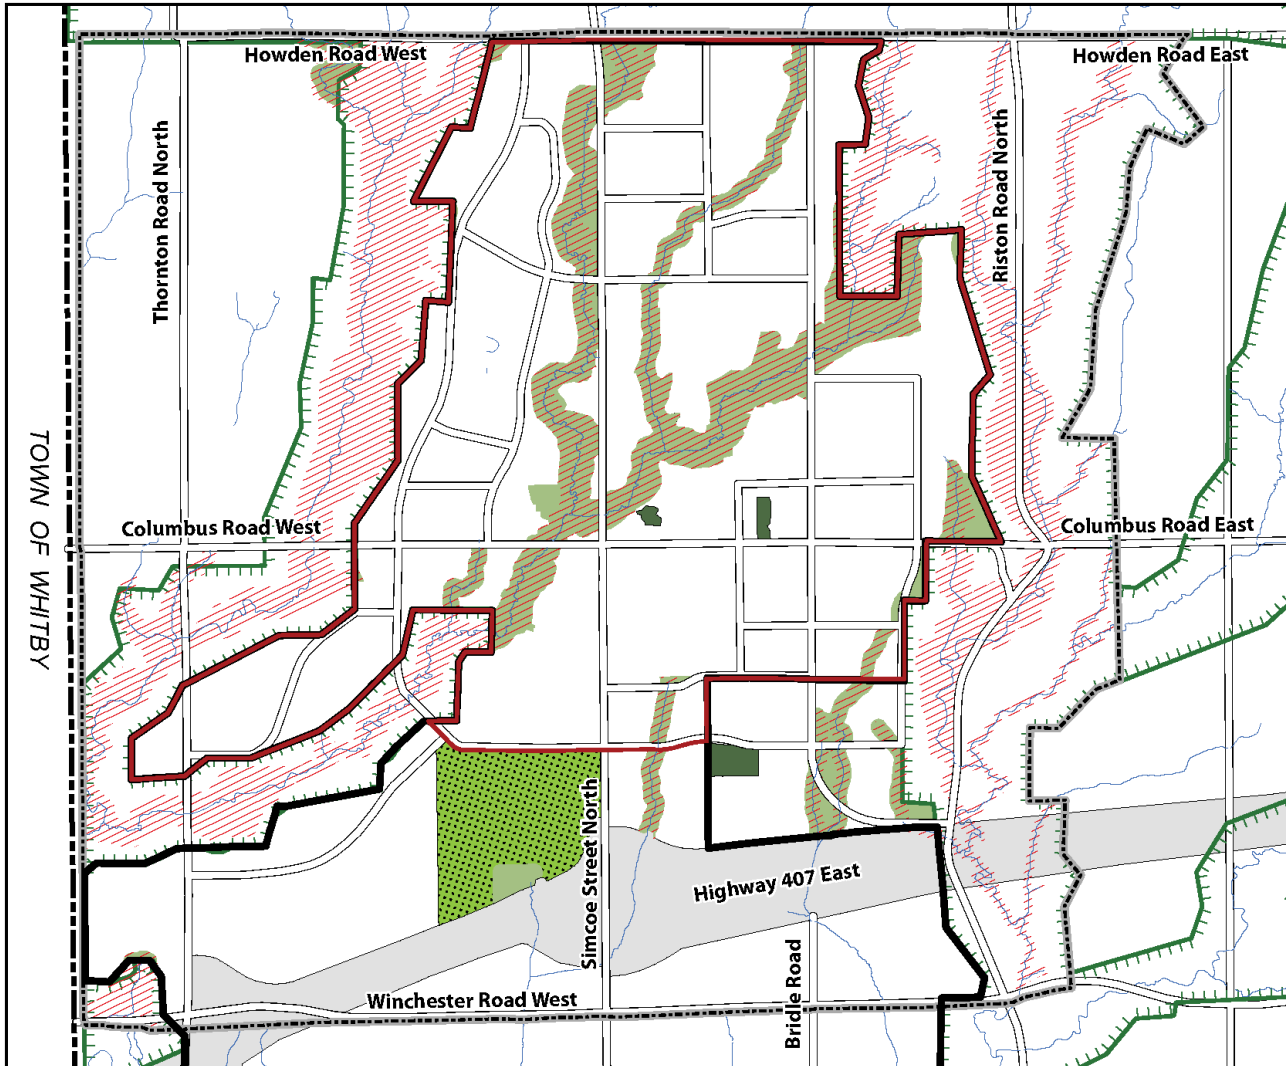 Howden Road West
Howden Road East
Thornton Road North
Riston Road North
TOWN OF WHITBY
Columbus Road West
Columbus Road East
Simcoe Street North
Highway 407 East
Bridle Road
Winchester Road West